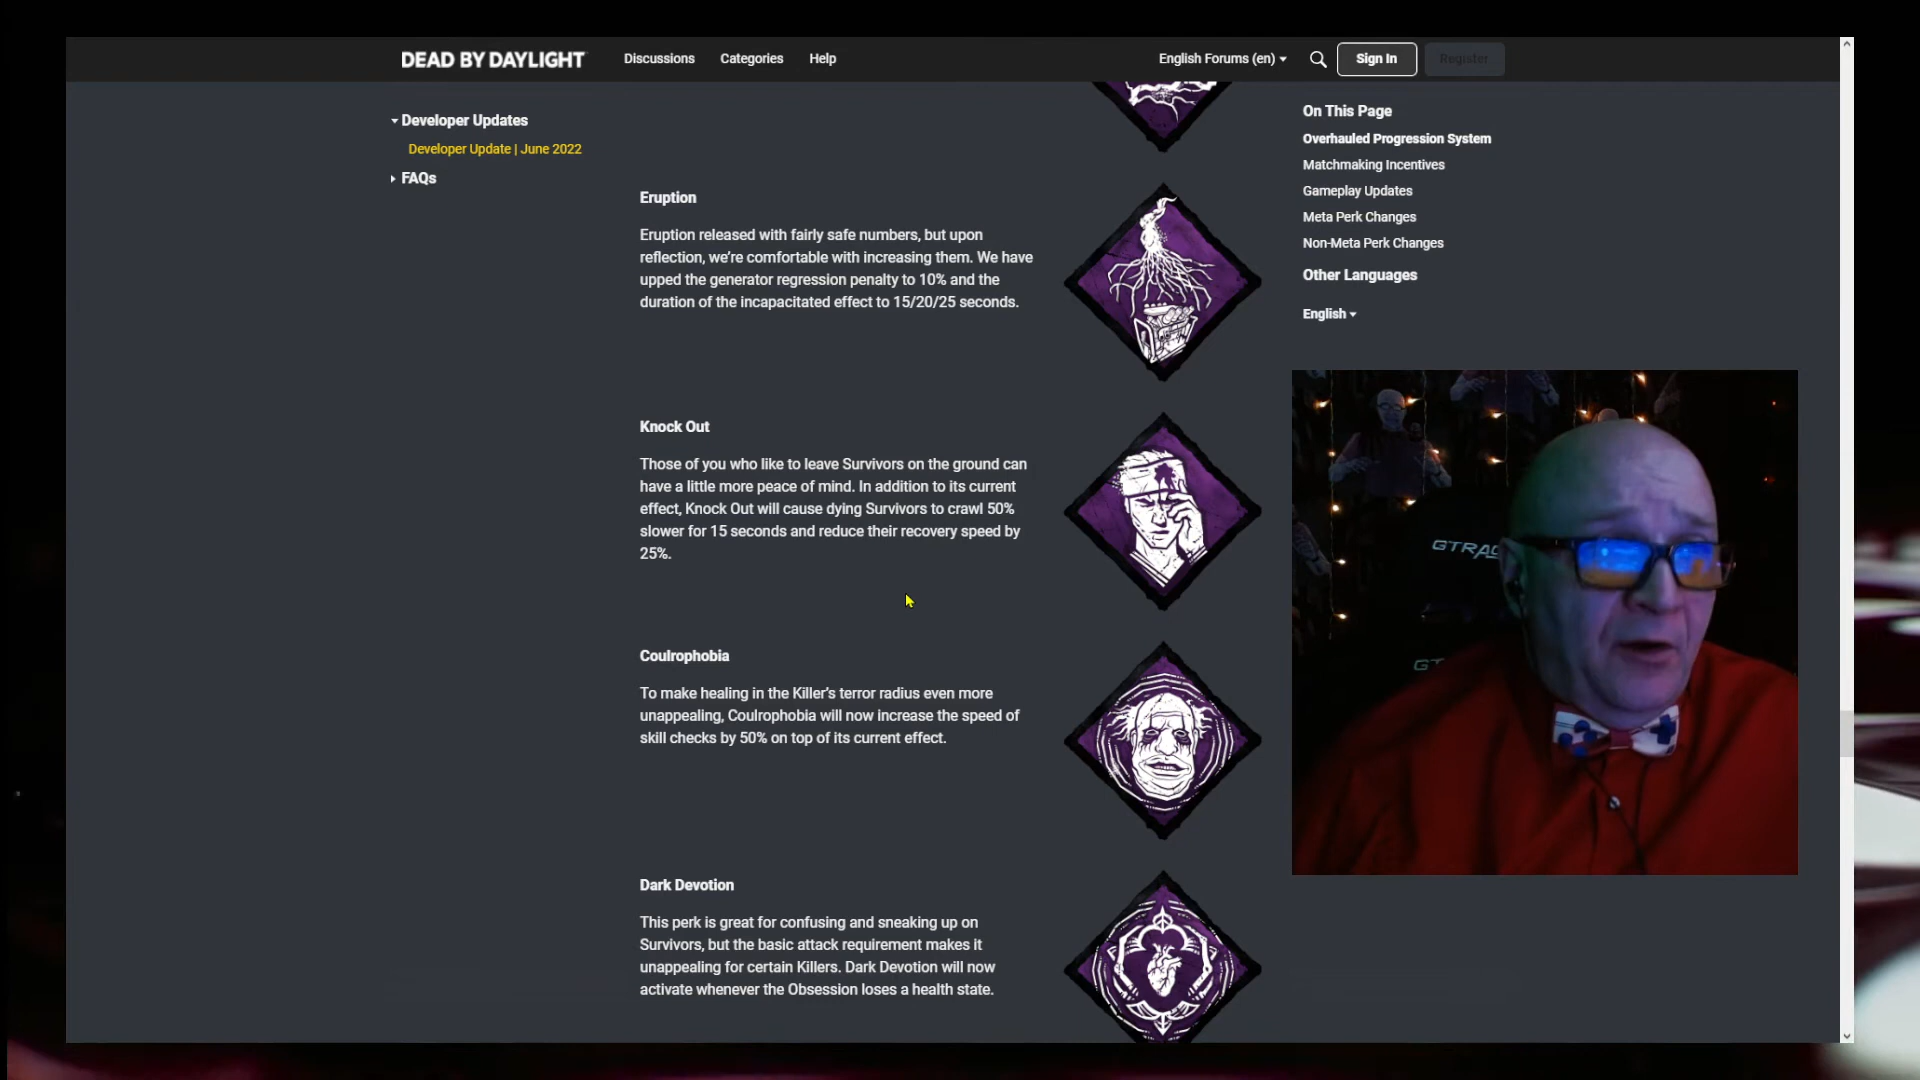 DEAD BY DAYLIGHT
Discussions
Categories
Help
English Forums (en)
Sign In
Register
Developer Updates
Developer Update | June 2022
FAQs
Eruption
Eruption released with fairly safe numbers, but upon
reflection, we're comfortable with increasing them. We have
upped the generator regression penalty to 10% and the
duration of the incapacitated effect to 15/20/25 seconds.
Knock Out
Those of you who like to leave Survivors on the ground can
have a little more peace of mind. In addition to its current
effect, Knock Out will cause dying Survivors to crawl 50%
slower for 15 seconds and reduce their recovery speed by
25%.
Coulrophobia
To make healing in the Killer's terror radius even more
unappealing, Coulrophobia will now increase the speed of
skill checks by 50% on top of its current effect.
Dark Devotion
This perk is great for confusing and sneaking up on
Survivors, but the basic attack requirement makes it
unappealing for certain Killers. Dark Devotion will now
activate whenever the Obsession loses a health state.
On This Page
Overhauled Progression System
Matchmaking Incentives
Gameplay Updates
Meta Perk Changes
Non-Meta Perk Changes
Other Languages
English